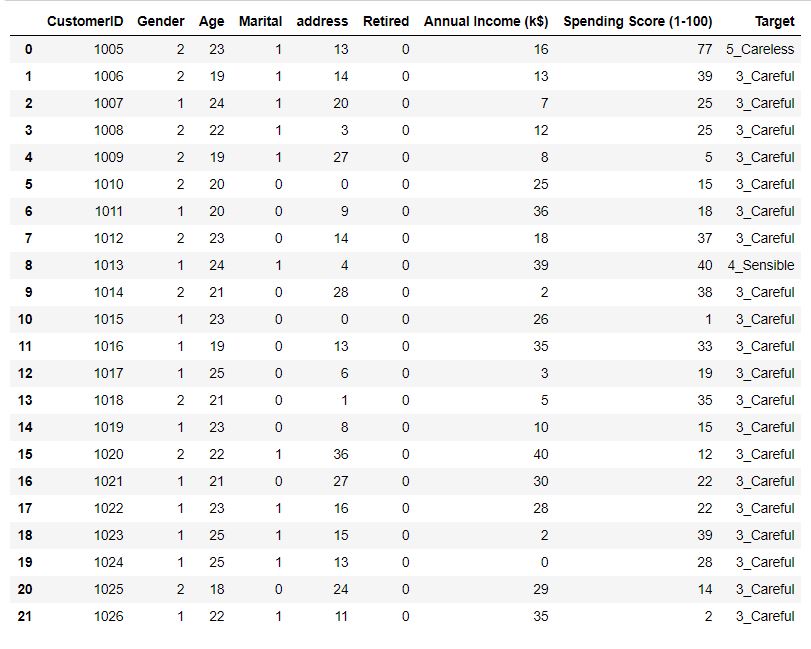 CustomerID Gender Age Marital address Retired Annual Income (k$) Spending Score (1-100) Target
0 1005 2 23 1 13 0 16 77 5_Careless
1 1006 2 19 1 14 0 13 39 3_Careful
2 1007 1 24 1 20 0 7 25 3_Careful
3 1008 2 22 1 3 0 12 25 3_Careful
4 1009 2 19 1 27 0 8 5 3_Careful
5 1010 2 20 0 0 0 25 15 3_Careful
6 1011 1 20 0 9 0 36 18 3_Careful
7 1012 2 23 0 14 0 18 37 3_Careful
8 1013 1 24 1 4 0 39 40 4_Sensible
9 1014 2 21 0 28 0 2 38 3_Careful
10 1015 1 23 0 0 0 26 1 3_Careful
11 1016 1 19 0 13 0 35 33 3_Careful
12 1017 1 25 0 6 0 3 19 3_Careful
13 1018 2 21 0 1 0 5 35 3_Careful
14 1019 1 23 0 8 0 10 15 3_Careful
15 1020 2 22 1 36 0 40 12 3_Careful
16 1021 1 21 0 27 0 30 22 3_Careful
17 1022 1 23 1 16 0 28 22 3_Careful
18 1023 1 25 1 15 0 2 39 3_Careful
19 1024 1 25 1 13 0 0 28 3_Careful
20 1025 2 18 0 24 0 29 14 3_Careful
21 1026 1 22 1 11 0 35 2 3_Careful